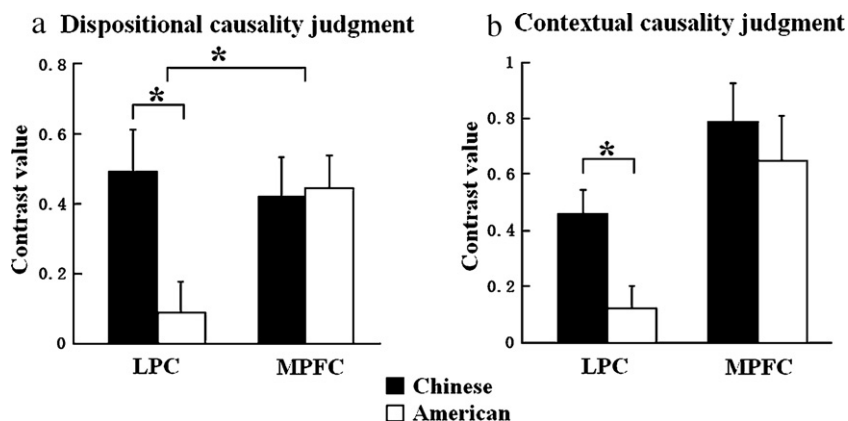 a Dispositional causality judgment
0.8
0.6
0.4
0.2
0
Contrast value
*
*
LPC
MPFC
b Contextual causality judgment
1
0.8
0.6
0.4
0.2
0
Contrast value
*
LPC
MPFC
Chinese
American